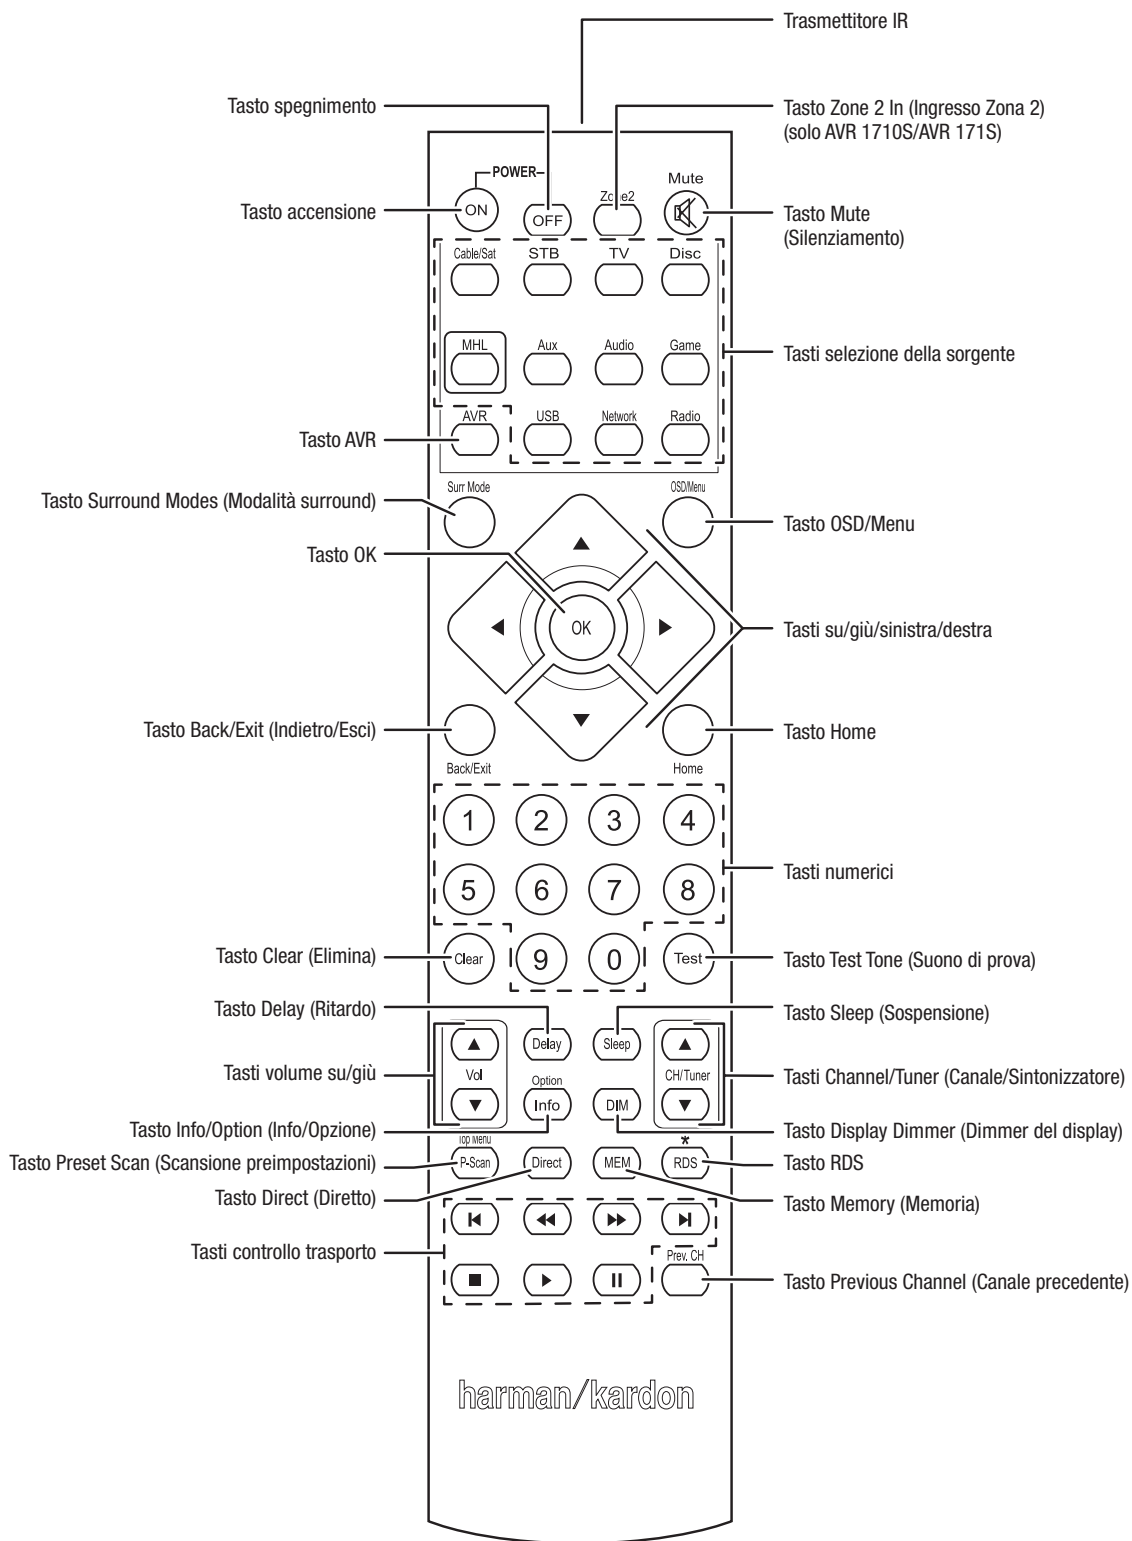 Trasmettitore IR
Tasto spegnimento
Tasto Zone 2 In (Ingresso Zona 2)
(solo AVR 1710S/AVR 171S)
POWER
Mute
Zone2
ON
OFF
Tasto accensione
Tasto Mute
(Silenziamento)
Cable/Sat
STB
TV
Disc
MHL
Aux
Audio
Game
Tasti selezione della sorgente
AVR
USB
Network
Radio
Tasto AVR
Surr Mode
OSD/Menu
Tasto Surround Modes (Modalità surround)
Tasto OSD/Menu
Tasto OK
OK
Tasti su/giù/sinistra/destra
Tasto Back/Exit (Indietro/Esci)
Tasto Home
Back/Exit
Home
1
2
3
4
Tasti numerici
5
6
7
8
Tasto Clear (Elimina)
Clear
9
0
Test
Tasto Test Tone (Suono di prova)
Tasto Delay (Ritardo)
Tasto Sleep (Sospensione)
Delay
Sleep
Tasti volume su/giù
Vol
CH/Tuner
Tasti Channel/Tuner (Canale/Sintonizzatore)
Option
Info
DIM
Tasto Info/Option (Info/Opzione)
Tasto Display Dimmer (Dimmer del display)
Top Menu
*
Tasto Preset Scan (Scansione preimpostazioni)
P-Scan
Direct
MEM
RDS
Tasto RDS
Tasto Direct (Diretto)
Tasto Memory (Memoria)
Tasti controllo trasporto
Prev. CH
Tasto Previous Channel (Canale precedente)
harman/kardon